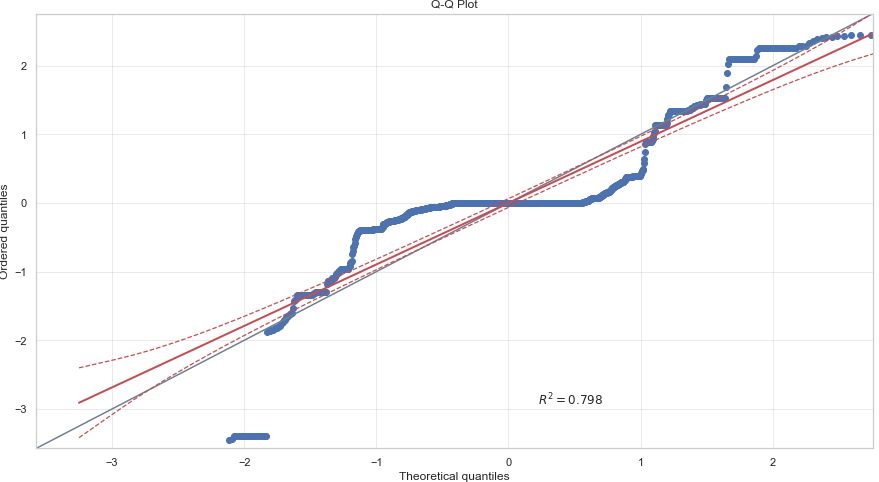 Q-Q Plot
Ordered quantiles
2
1
0
−1
−2
−3
R² = 0.798
−3 −2 −1 0 1 2
Theoretical quantiles